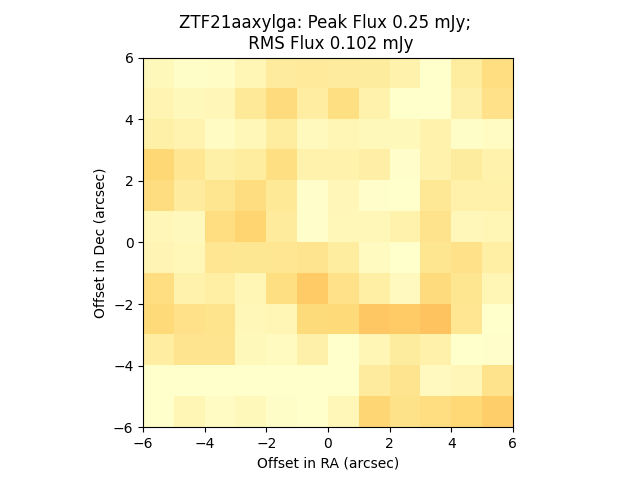 ZTF21aaxylga: Peak Flux 0.25 mJy;
RMS Flux 0.102 mJy
6
4
2
0
−2
−4
−6
Offset in Dec (arcsec)
−6 −4 −2 0 2 4 6
Offset in RA (arcsec)